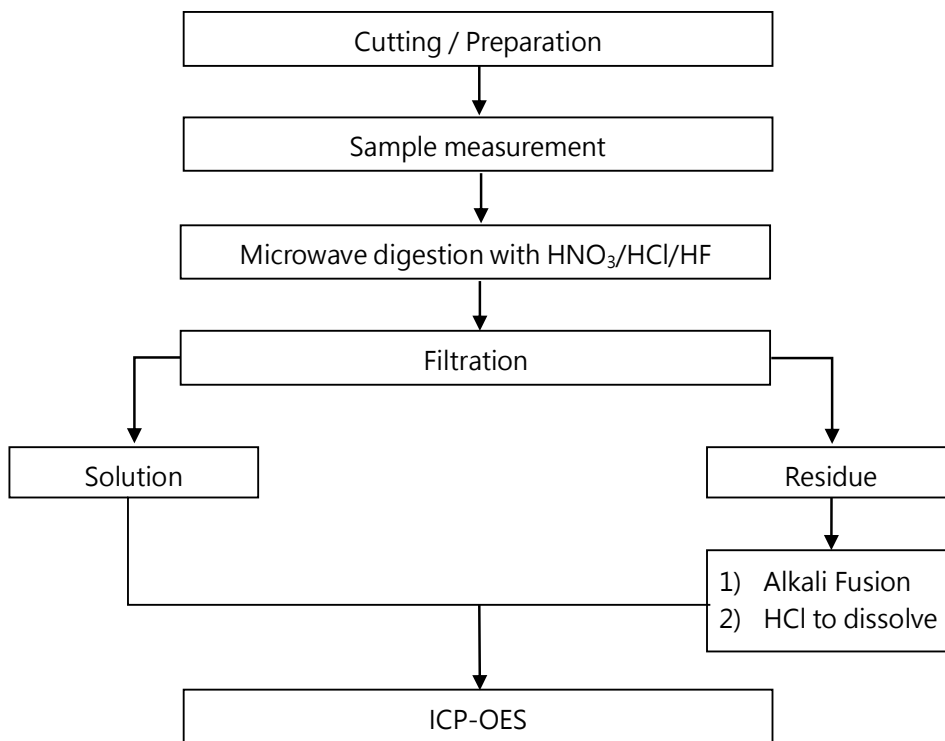 Cutting / Preparation
Sample measurement
Microwave digestion with HNO₃/HCl/HF
Filtration
Solution
Residue
1) Alkali Fusion
2) HCl to dissolve
ICP-OES